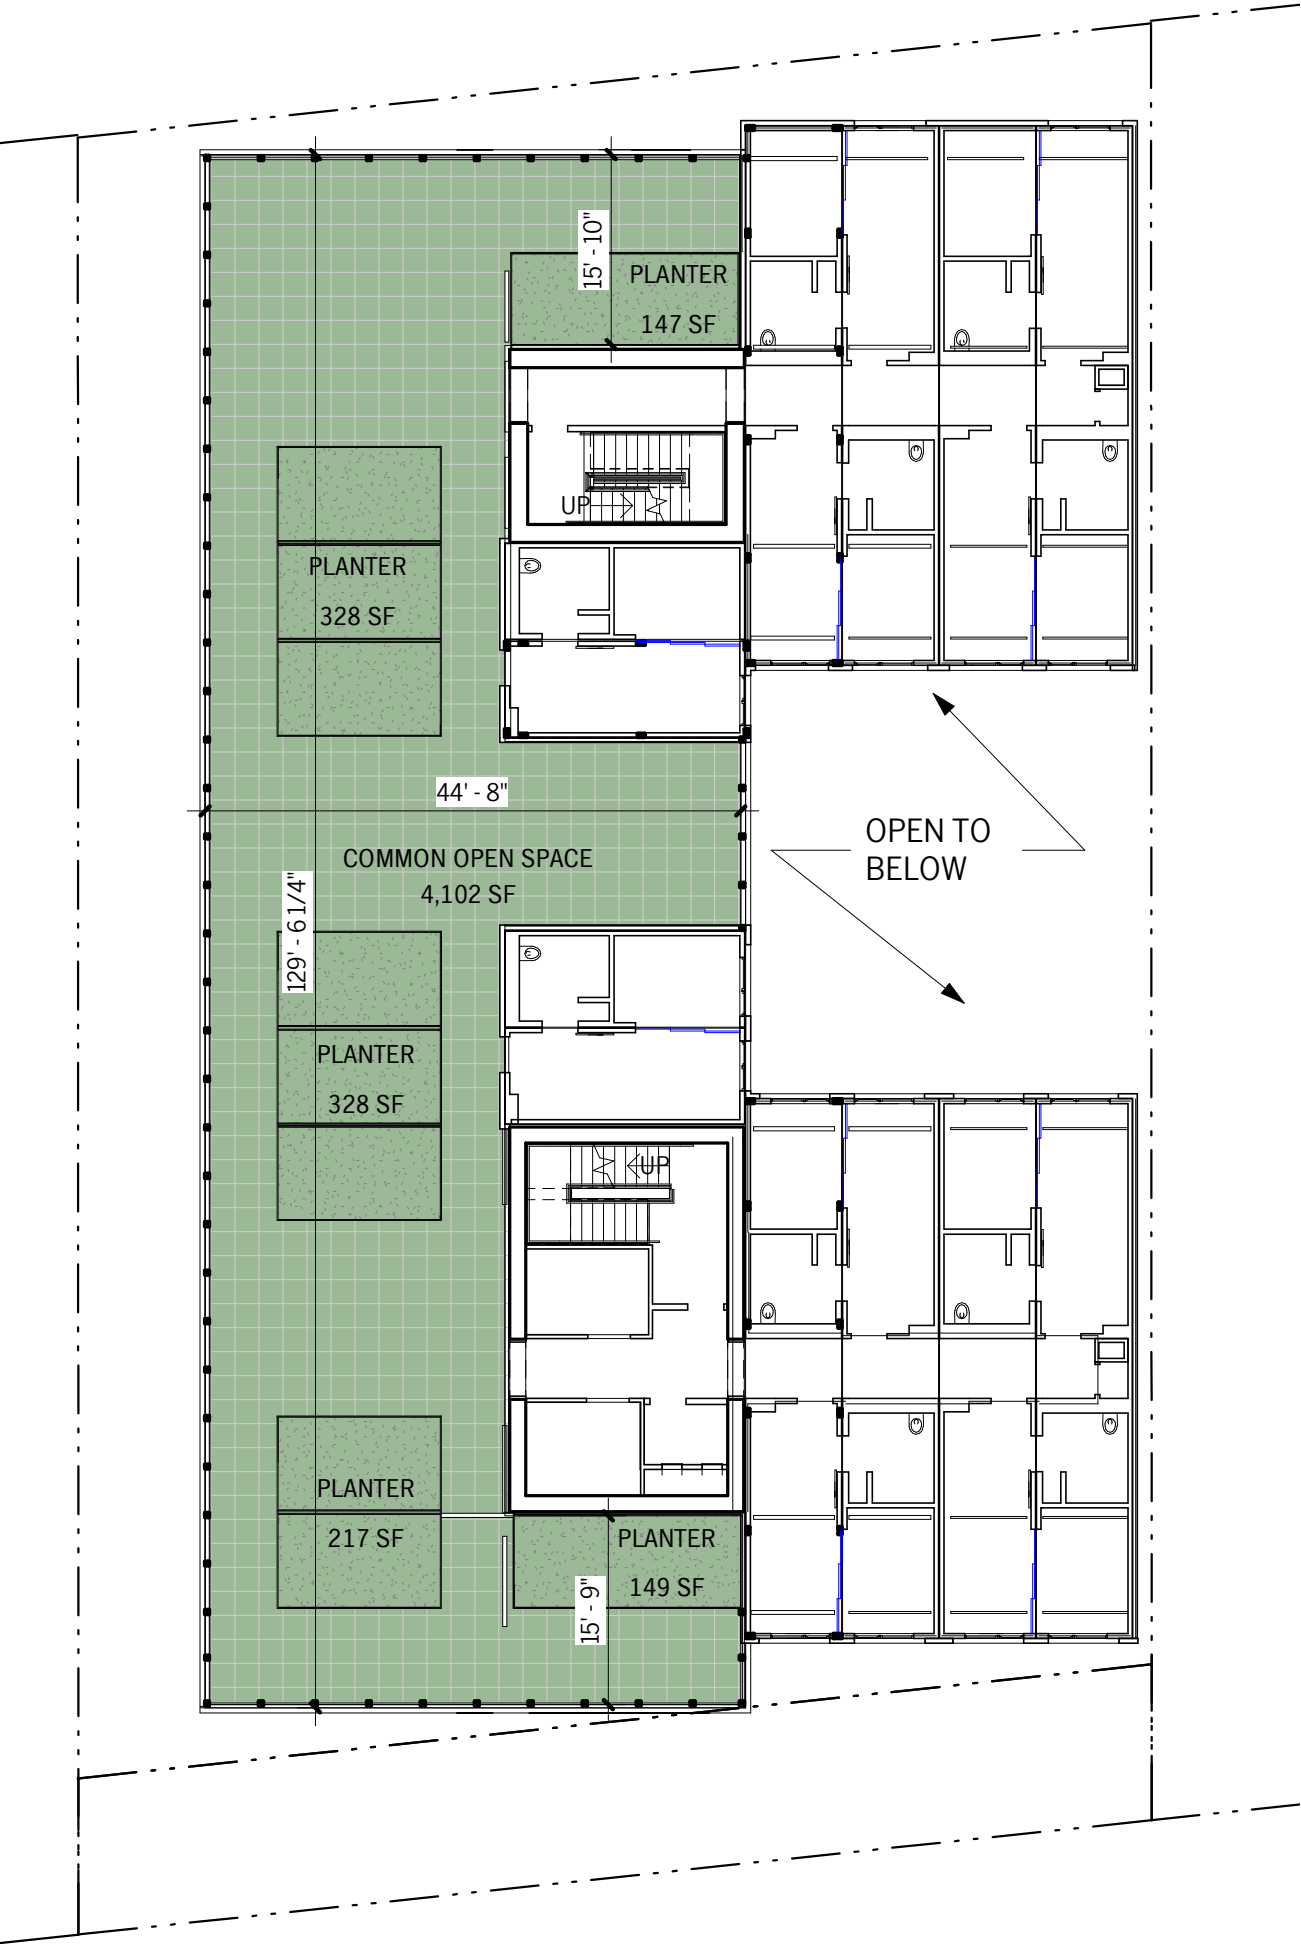 15' - 10"
PLANTER
147 SF
UP
PLANTER
328 SF
44' - 8"
OPEN TO
BELOW
COMMON OPEN SPACE
4,102 SF
129' - 6 1/4"
PLANTER
328 SF
UP
PLANTER
217 SF
PLANTER
149 SF
15' - 9"